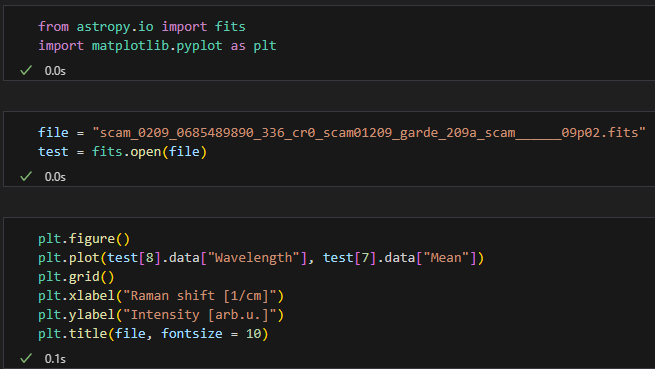 from astropy.io import fits
import matplotlib.pyplot as plt
0.0s
file = "scam_0209_0685489890_336_cr0_scam01209_garde_209a_scam______09p02.fits"
test = fits.open(file)
0.0s
plt.figure()
plt.plot(test[8].data["Wavelength"], test[7].data["Mean"])
plt.grid()
plt.xlabel("Raman shift [1/cm]")
plt.ylabel("Intensity [arb.u.]")
plt.title(file, fontsize = 10)
0.1s